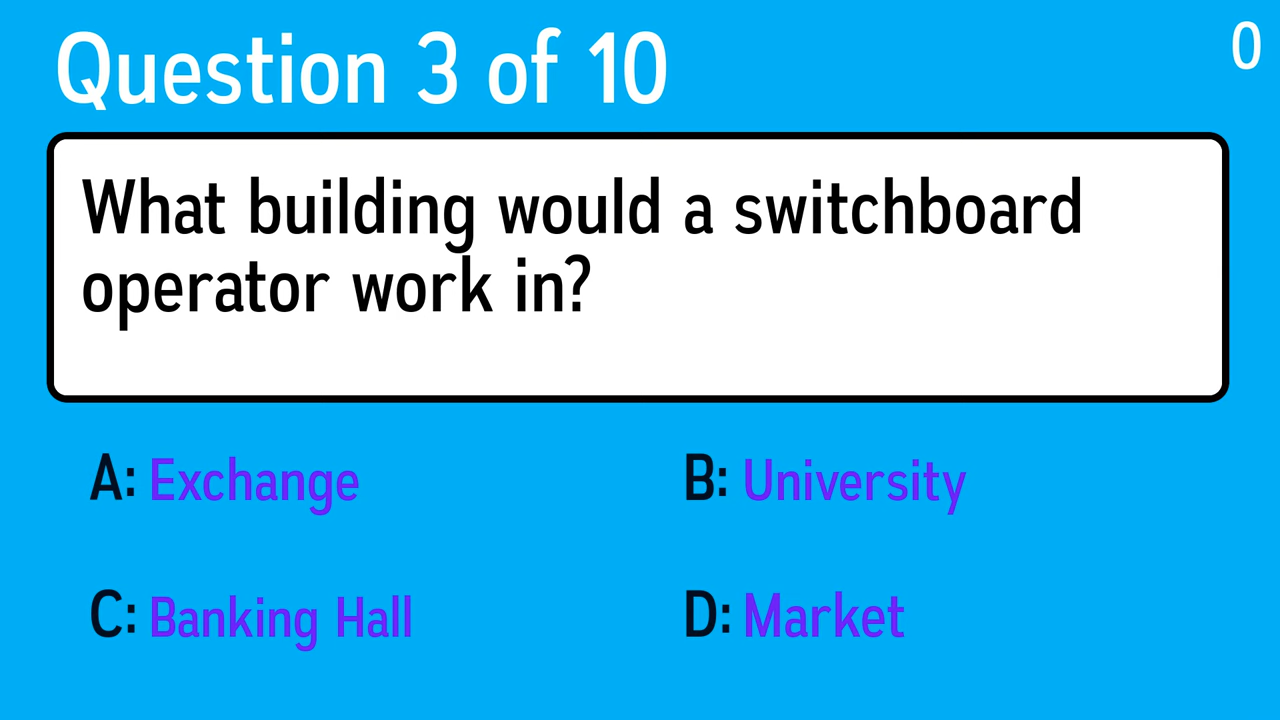 Question 3 of 10
0
What building would a switchboard
operator work in?
A: Exchange
B: University
C: Banking Hall
D: Market